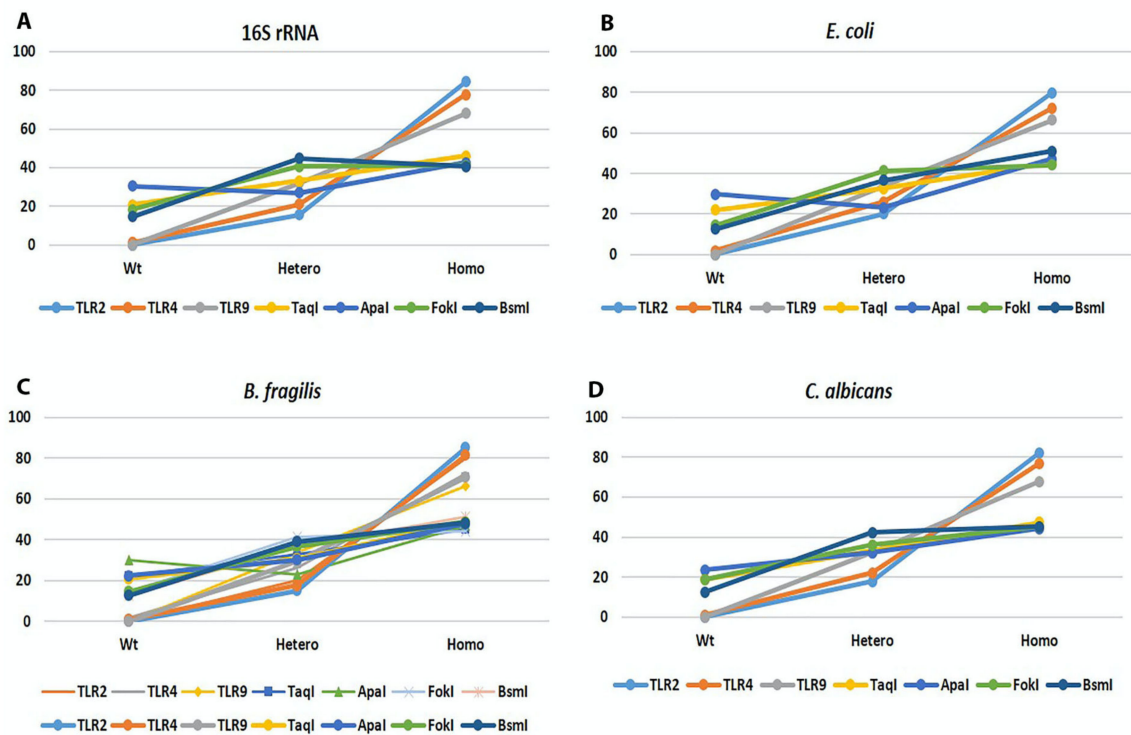 A
16S rRNA
100
80
60
40
20
0
Wt Hetero Homo
TLR2 TLR4 TLR9 TaqI ApaI FokI BsmI
B
E. coli
100
80
60
40
20
0
Wt Hetero Homo
TLR2 TLR4 TLR9 TaqI ApaI FokI BsmI
C
B. fragilis
100
80
60
40
20
0
Wt Hetero Homo
TLR2 TLR4 TLR9 TaqI ApaI FokI BsmI
TLR2 TLR4 TLR9 TaqI ApaI FokI BsmI
D
C. albicans
100
80
60
40
20
0
Wt Hetero Homo
TLR2 TLR4 TLR9 TaqI ApaI FokI BsmI